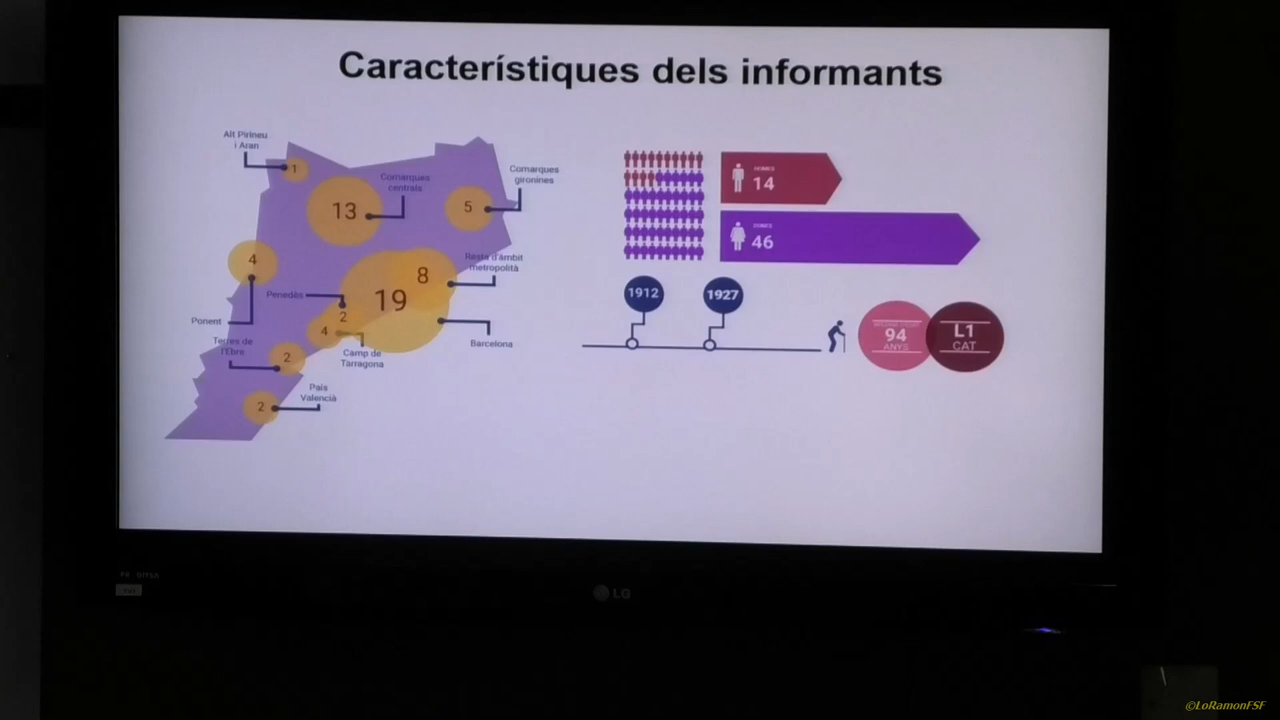 Característiques dels informants
Alt Pirineu
i Aran
1
Comarques
centrals
13
Comarques
gironines
5
4
Ponent
Resta d'àmbit
metropolità
8
19
Penedès
2
4
Camp de
Tarragona
Barcelona
Terres de
l'Ebre
2
País
Valencià
2
HOMES
14
DONES
46
1912
1927
94
ANYS
L1
CAT
LG
©LoRamonFSF